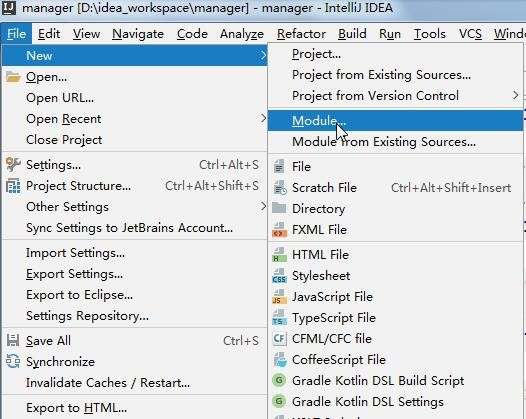 IJ manager [D:\idea_workspace\manager] - manager - IntelliJ IDEA
File Edit View Navigate Code Analyze Refactor Build Run Tools VCS
New
Open...
Open URL...
Open Recent
Close Project
Settings... Ctrl+Alt+S
Project Structure... Ctrl+Alt+Shift+S
Other Settings
Sync Settings to JetBrains Account...
Import Settings...
Export Settings...
Export to Eclipse...
Settings Repository...
Save All Ctrl+S
Synchronize
Invalidate Caches / Restart...
Export to HTML...
Project...
Project from Existing Sources...
Project from Version Control
Module...
Module from Existing Sources...
File
Scratch File Ctrl+Alt+Shift+Insert
Directory
FXML File
H HTML File
Stylesheet
JS JavaScript File
TS TypeScript File
CF CFML/CFC file
CoffeeScript File
G Gradle Kotlin DSL Build Script
G Gradle Kotlin DSL Settings